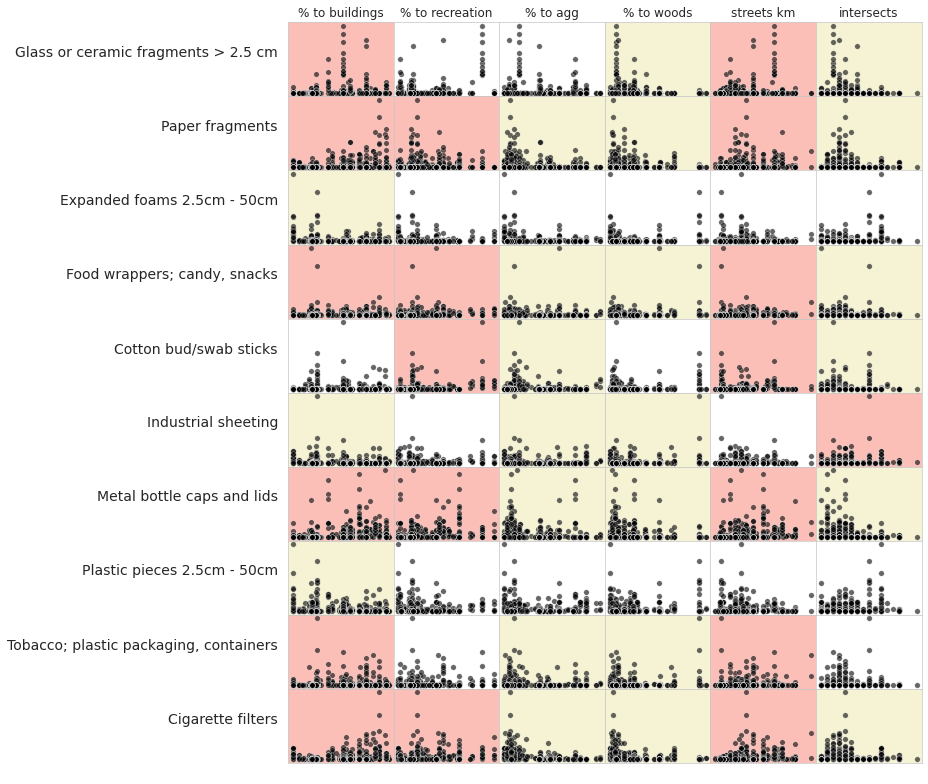 % to buildings % to recreation % to agg % to woods streets km intersects
Glass or ceramic fragments > 2.5 cm
Paper fragments
Expanded foams 2.5cm - 50cm
Food wrappers; candy, snacks
Cotton bud/swab sticks
Industrial sheeting
Metal bottle caps and lids
Plastic pieces 2.5cm - 50cm
Tobacco; plastic packaging, containers
Cigarette filters